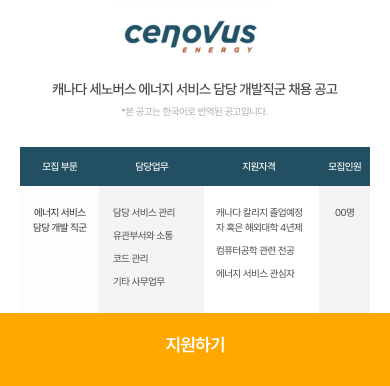 cenovus
ENERGY
캐나다 세노버스 에너지 서비스 담당 개발직군 채용 공고
*본 공고는 한국어로 번역된 공고입니다.
모집 부문 담당업무 지원자격 모집인원
에너지 서비스
담당 개발 직군
담당 서비스 관리
유관부서와 소통
코드 관리
기타 사무업무
캐나다 칼리지 졸업예정
자 혹은 해외대학 4년제
컴퓨터공학 관련 전공
에너지 서비스 관심자
00명
지원하기